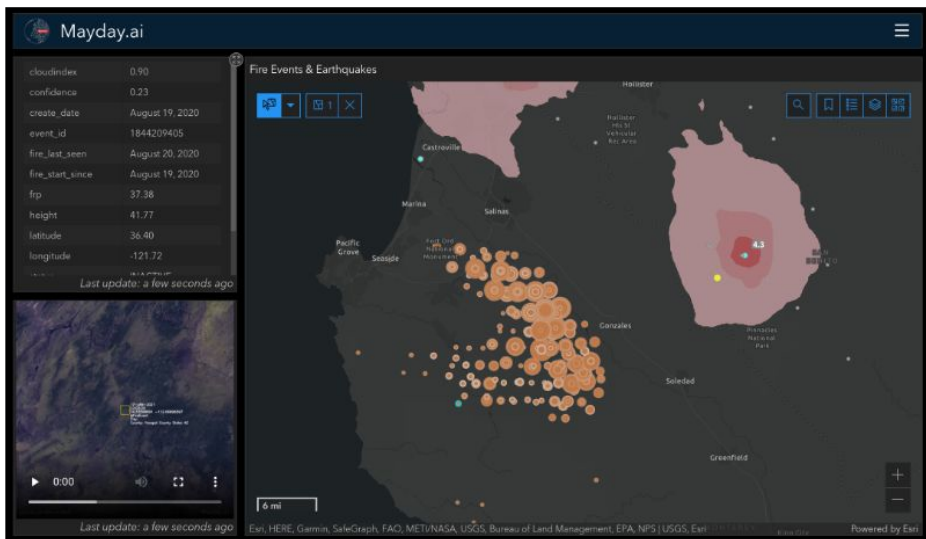 Mayday.ai
cloudindex 0.90
confidence 0.23
create_date August 19, 2020
event_id 1844209405
fire_last_seen August 20, 2020
fire_start_since August 19, 2020
frp 37.38
height 41.77
latitude 36.40
longitude -121.72
INACTIVE
Last update: a few seconds ago
0:00
Last update: a few seconds ago
Fire Events & Earthquakes
1
Hollister
Hollister
Hills St
Vehicular
Rec Area
Castroville
Marina
Salinas
Pacific
Grove
Seaside
Fort Ord
National
Monument
4.3
SAN
BENITO
Gonzales
Pinnacles
National
Park
Soledad
Greenfield
King City
6 mi
Esri, HERE, Garmin, SafeGraph, FAO, METI/NASA, USGS, Bureau of Land Management, EPA, NPS | USGS, Esri
Powered by Esri